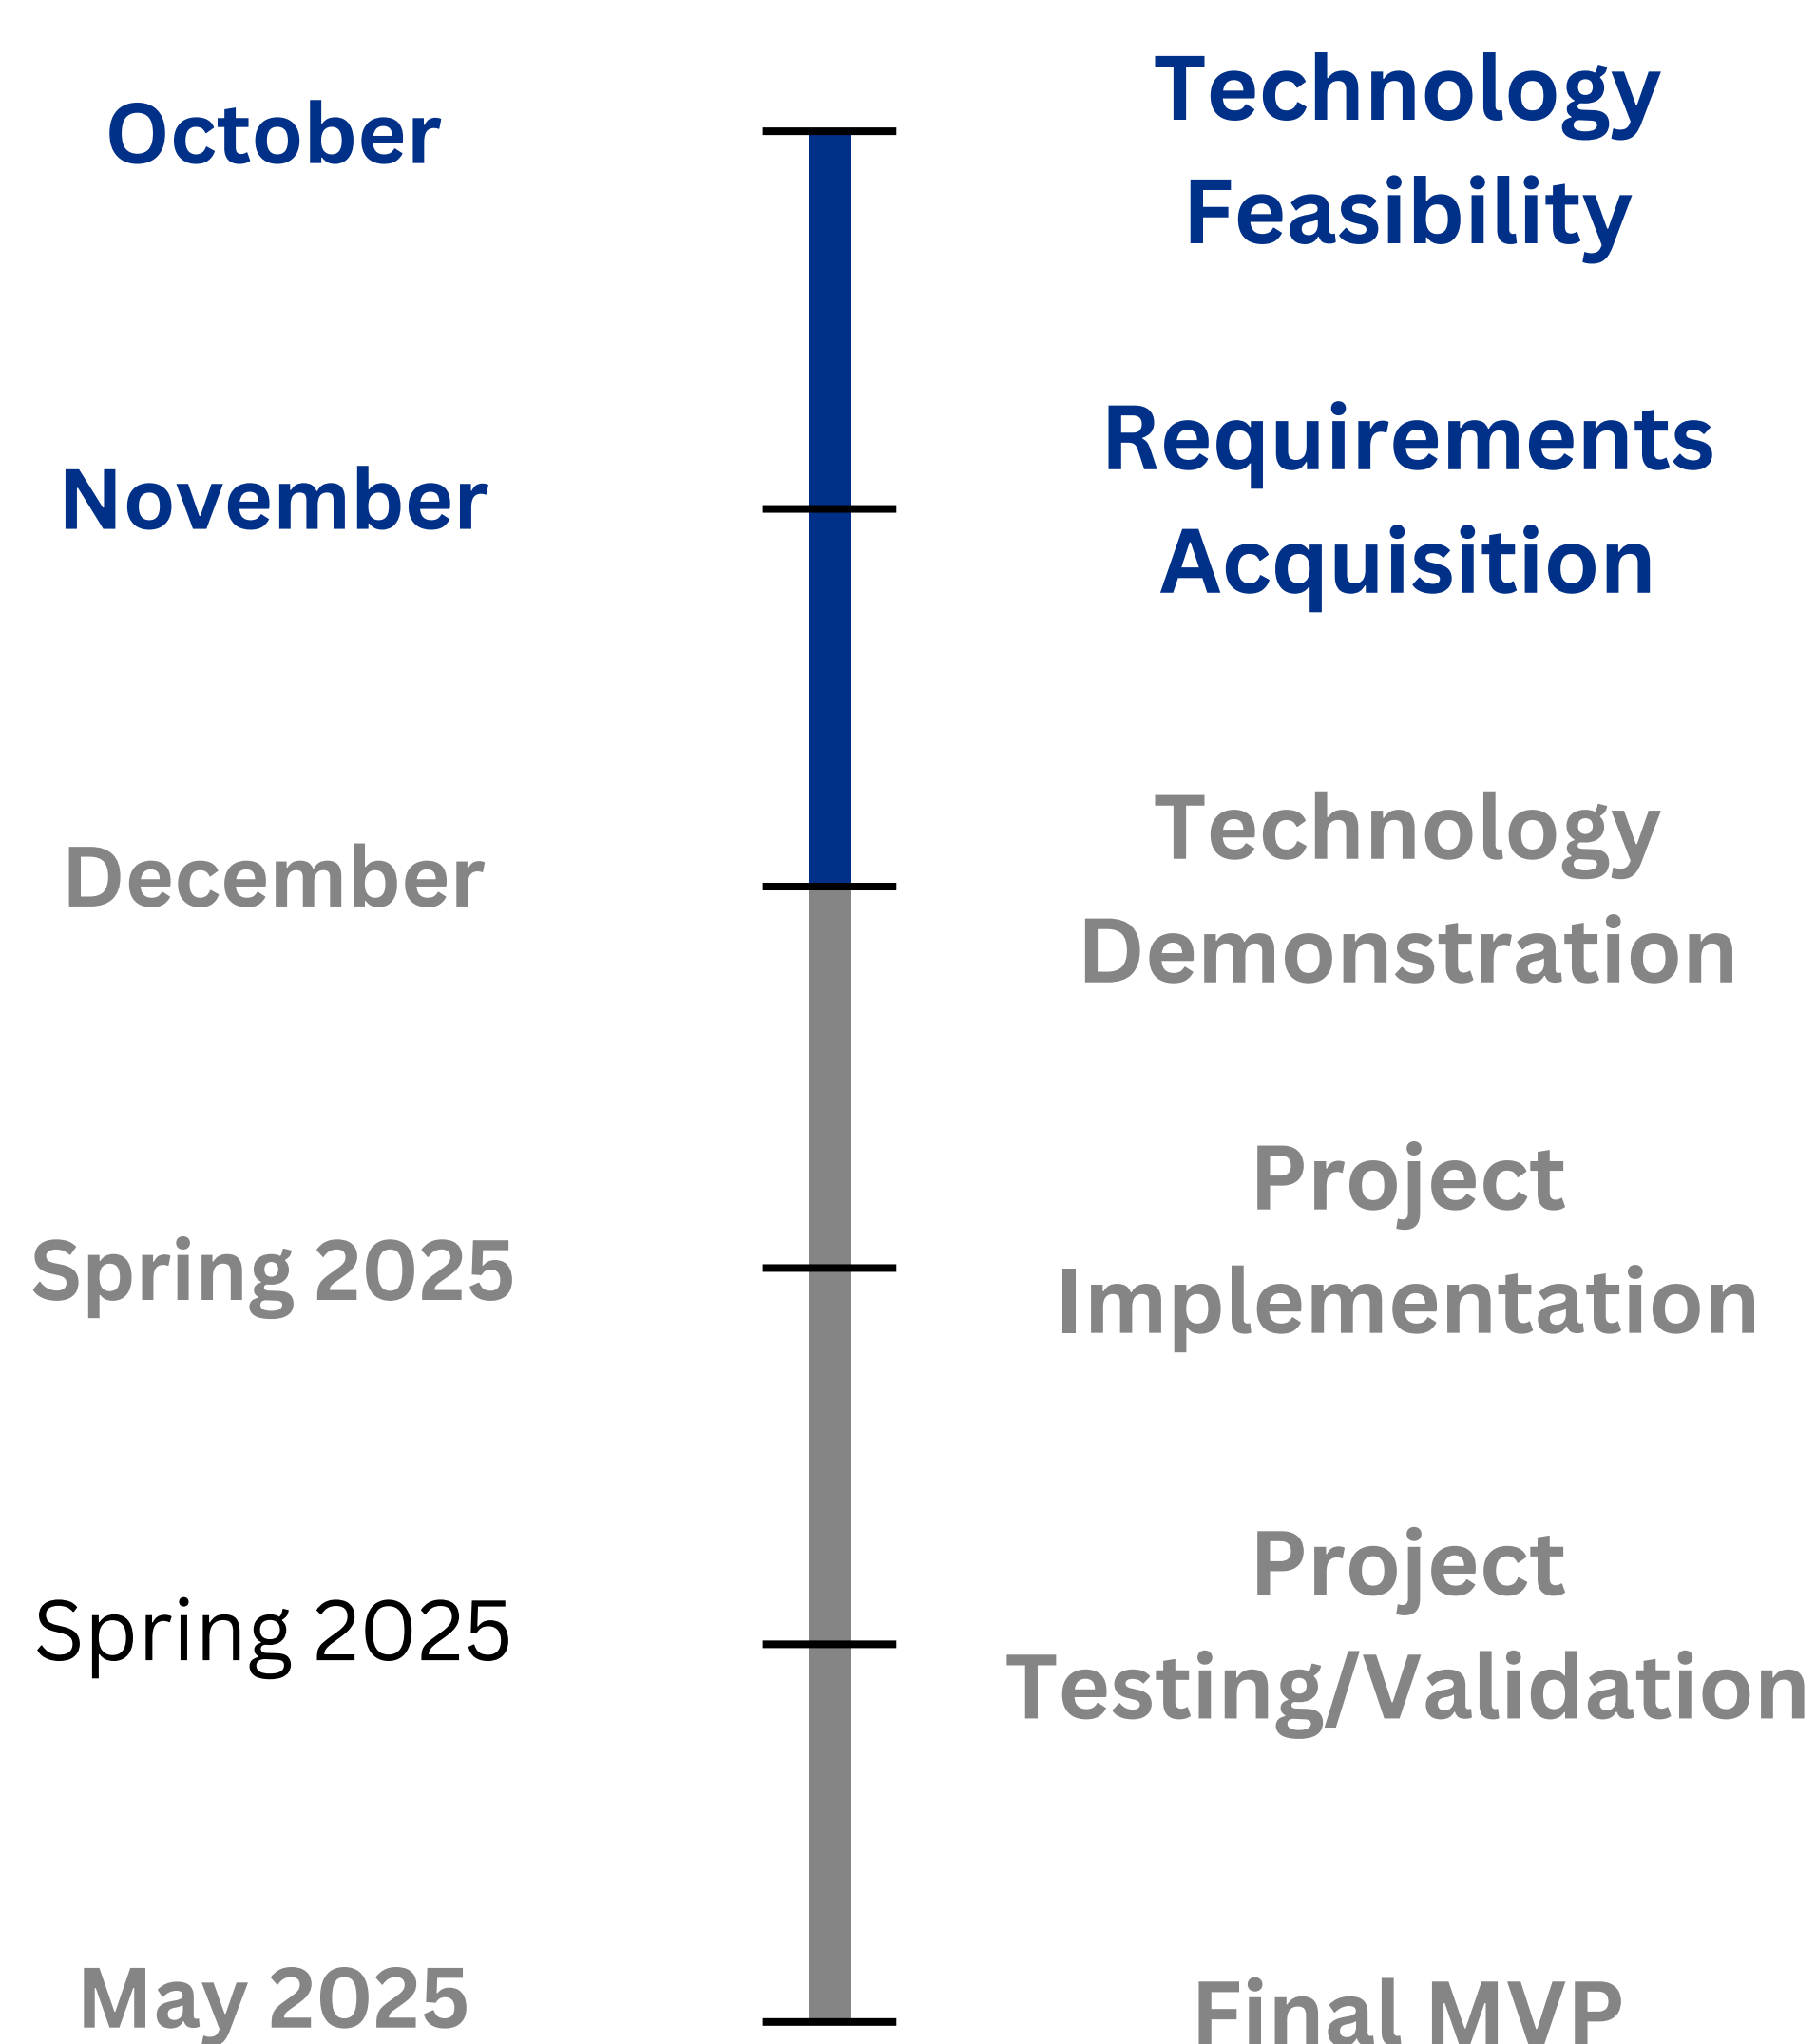 October
Technology
Feasibility
November
Requirements
Acquisition
December
Technology
Demonstration
Spring 2025
Project
Implementation
Spring 2025
Project
Testing/Validation
May 2025
Final MVP